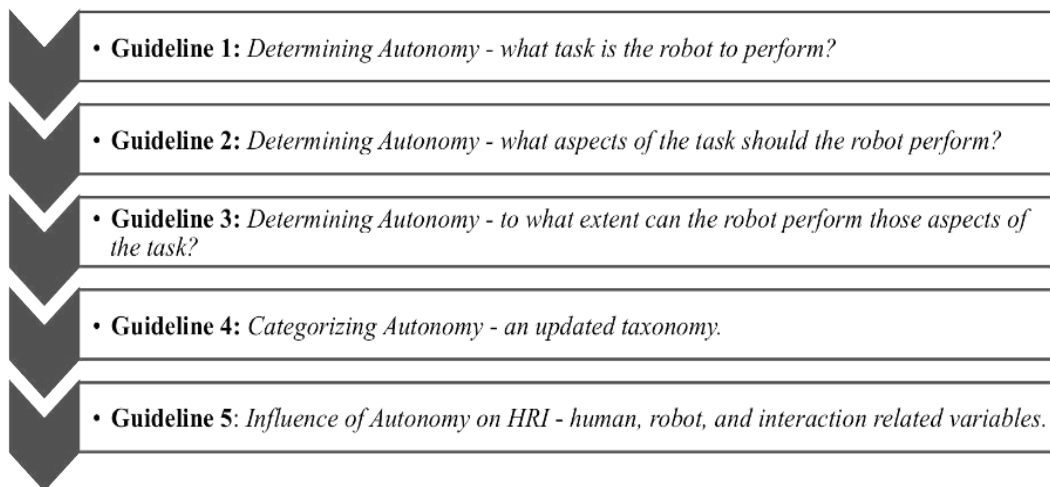 • Guideline 1: Determining Autonomy - what task is the robot to perform?
• Guideline 2: Determining Autonomy - what aspects of the task should the robot perform?
• Guideline 3: Determining Autonomy - to what extent can the robot perform those aspects of
the task?
• Guideline 4: Categorizing Autonomy - an updated taxonomy.
• Guideline 5: Influence of Autonomy on HRI - human, robot, and interaction related variables.